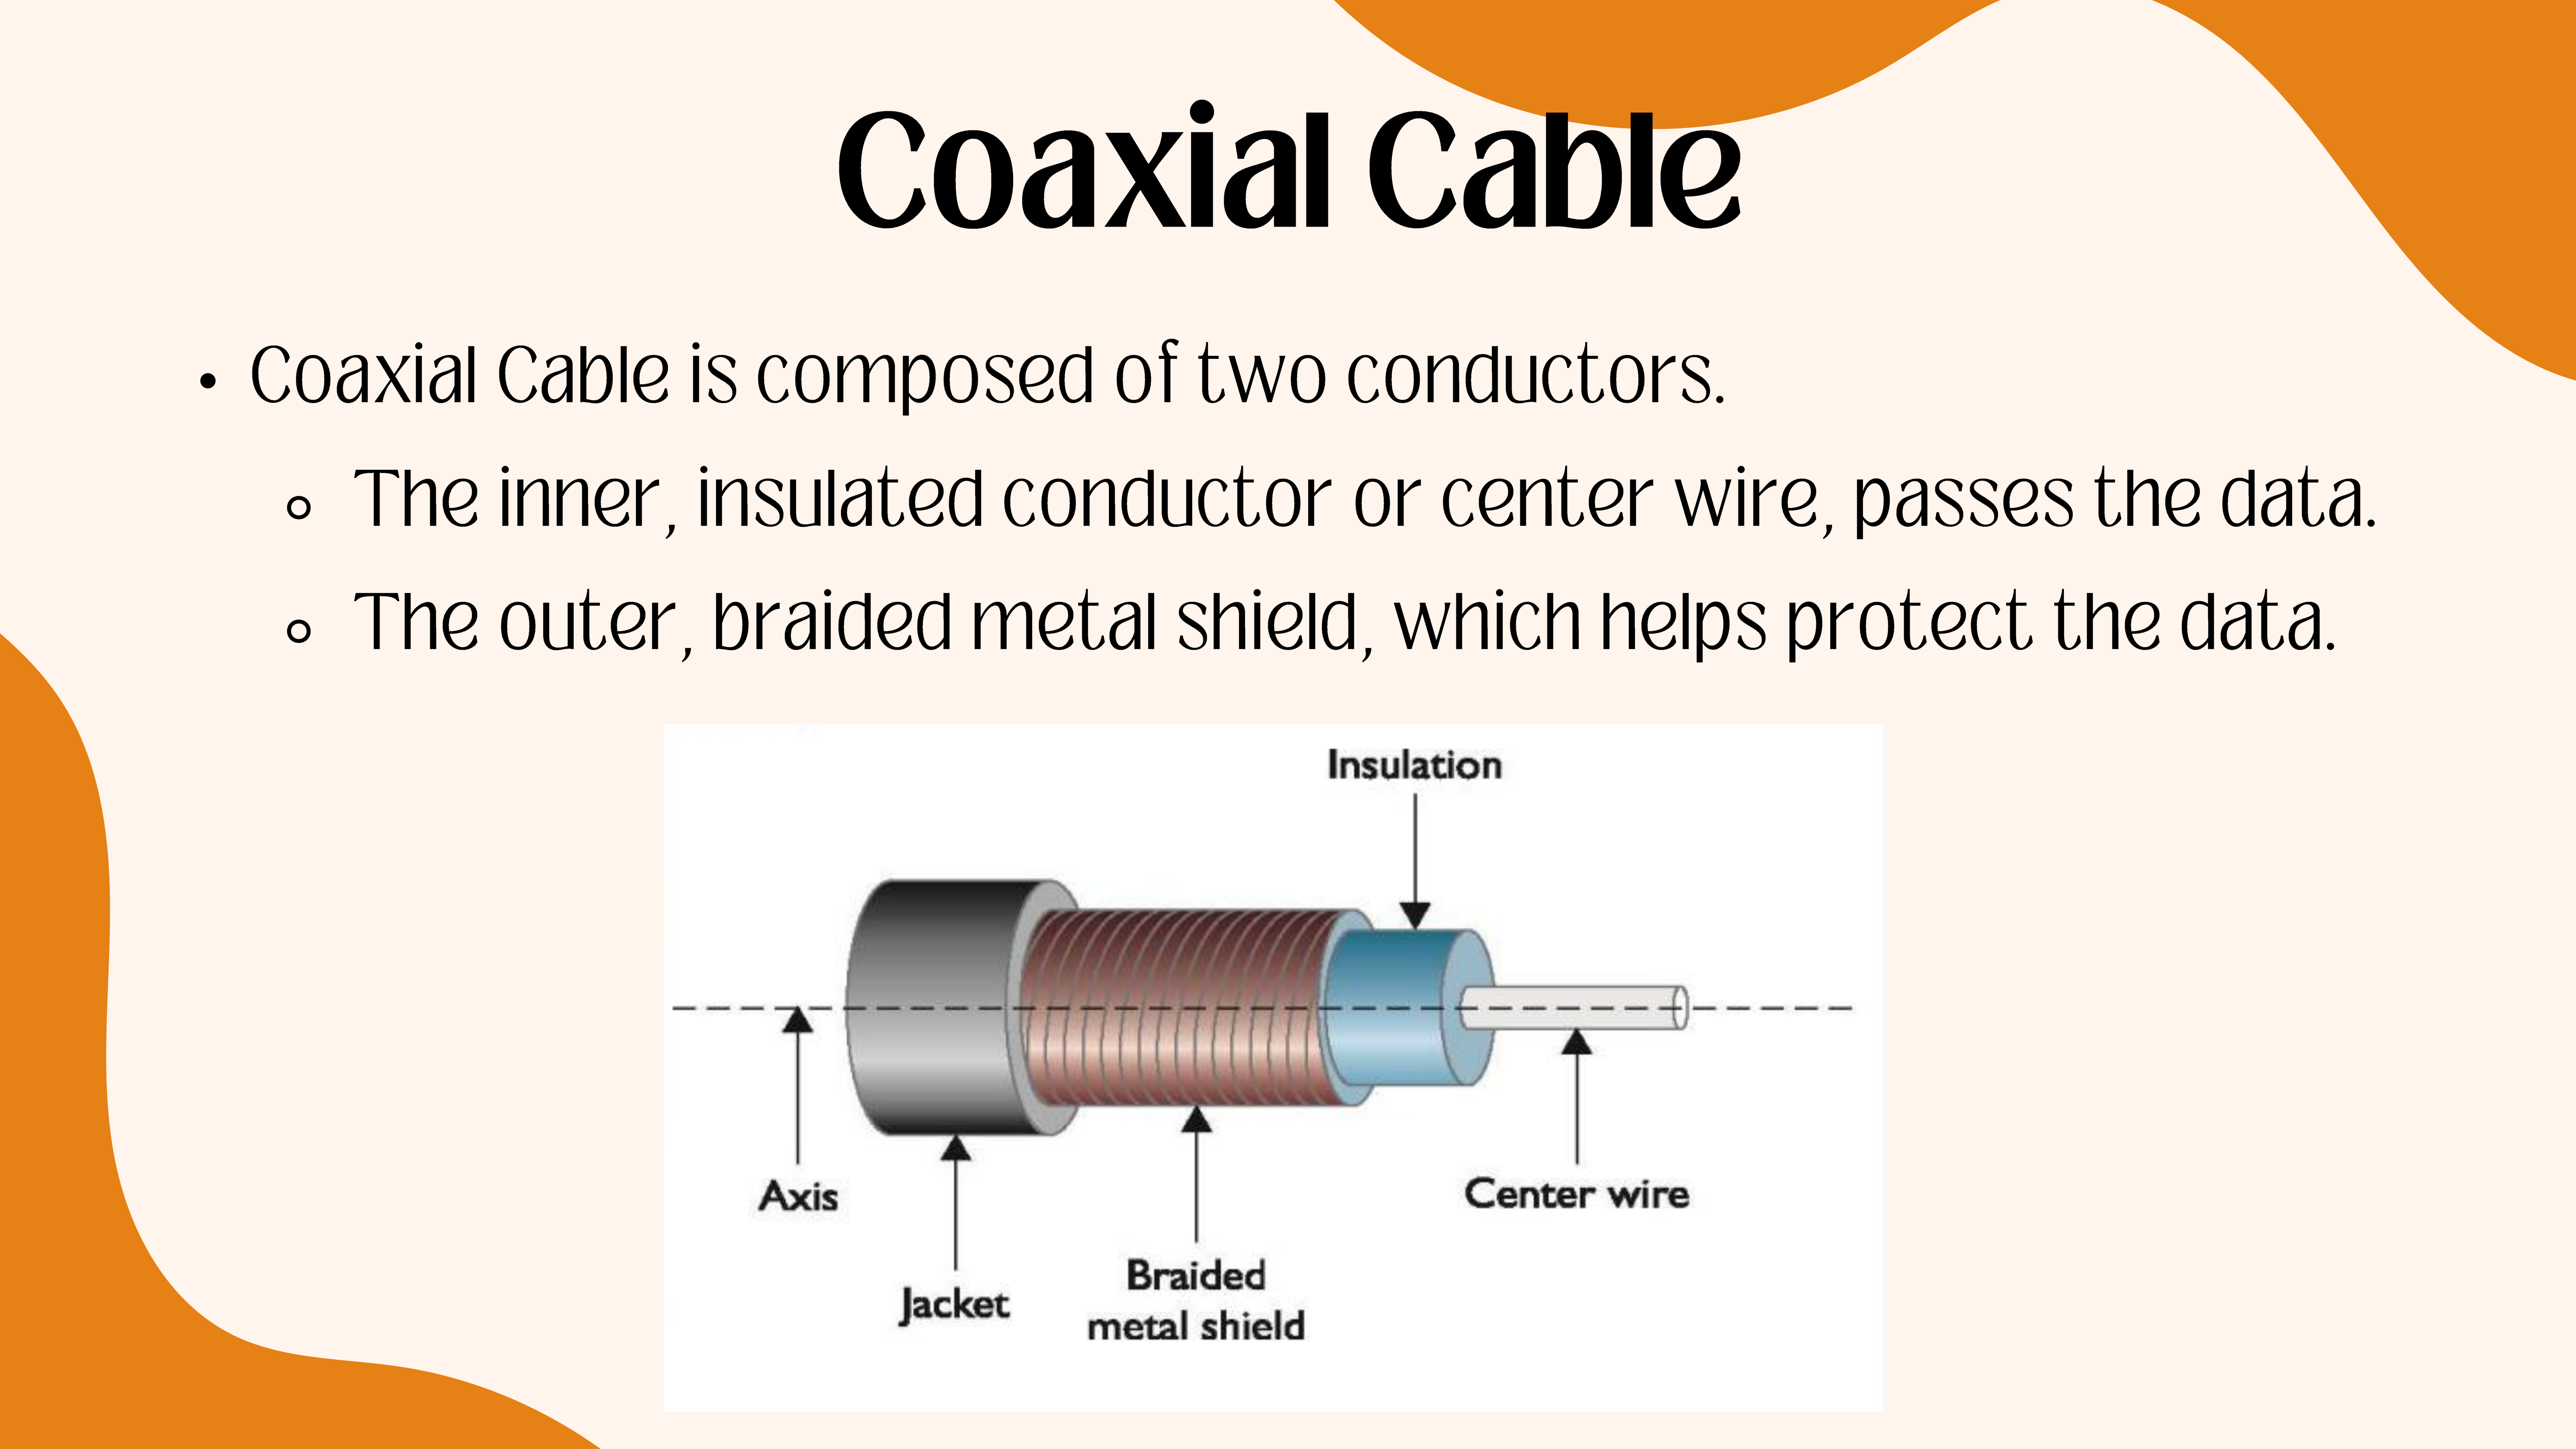 Coaxial Cable
• Coaxial Cable is composed of two conductors.
◦ The inner, insulated conductor or center wire, passes the data.
◦ The outer, braided metal shield, which helps protect the data.
Insulation
Axis
Center wire
Jacket
Braided
metal shield